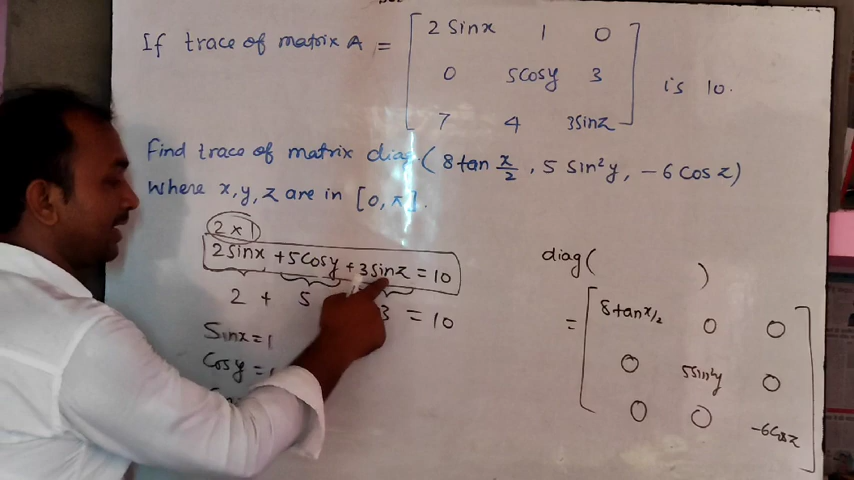 If trace of matrix A = [ 2 Sinx 1 0
0 5Cosy 3
7 4 3Sinz ] is 10.
Find trace of matrix diag. ( 8 tan x/2 , 5 Sin²y, - 6 Cos z)
Where x, y, z are in [0, π].
2 x 1
2 Sinx + 5 Cosy + 3 Sinz = 10
2 + 5 3 = 10
Sinx = 1
Cosy =
diag( )
= [ 8 tan x/2 0 0
0 5Sin²y 0
0 0 -6 Cos z ]